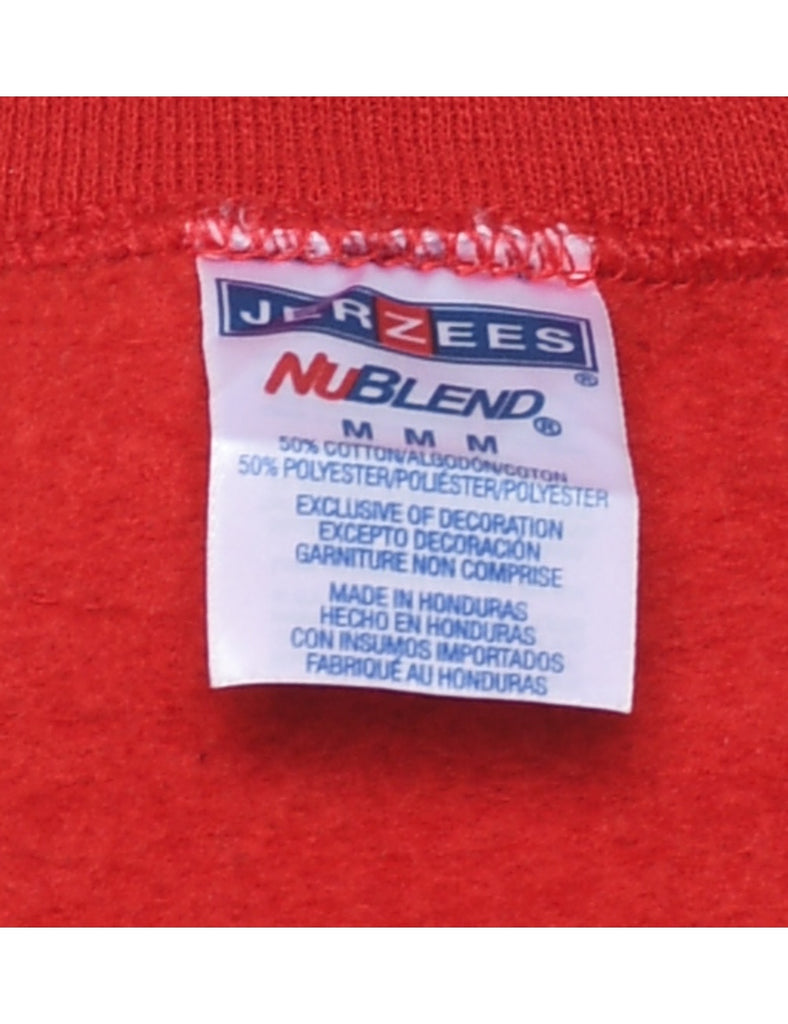 JERZEES
®
NUBLEND®
M M M
50% COTTON/ALGODÓN/COTON
50% POLYESTER/POLIÉSTER/POLYESTER
EXCLUSIVE OF DECORATION
EXCEPTO DECORACIÓN
GARNITURE NON COMPRISE
MADE IN HONDURAS
HECHO EN HONDURAS
CON INSUMOS IMPORTADOS
FABRIQUÉ AU HONDURAS